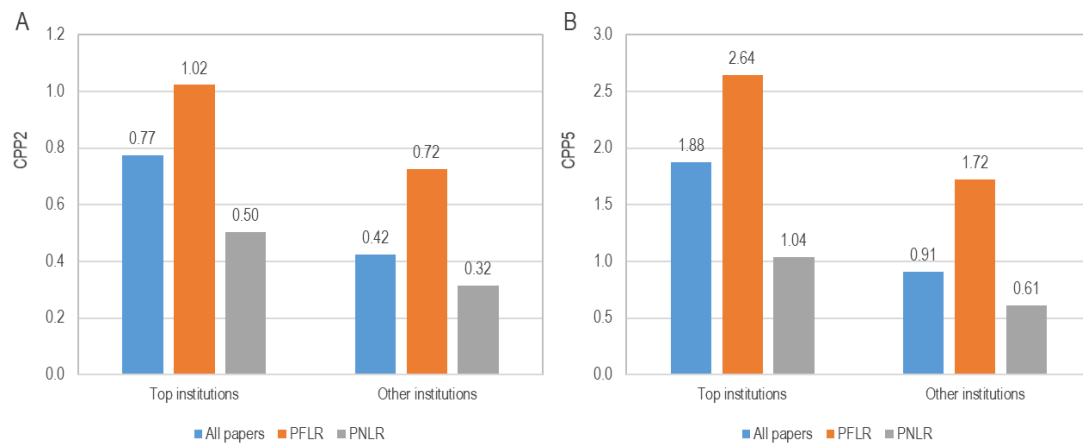 A
1.2
1.0
0.8
0.6
0.4
0.2
0.0
CPP2
0.77
1.02
0.50
0.42
0.72
0.32
Top institutions
Other institutions
All papers
PFLR
PNLR
B
3.0
2.5
2.0
1.5
1.0
0.5
0.0
CPP5
1.88
2.64
1.04
0.91
1.72
0.61
Top institutions
Other institutions
All papers
PFLR
PNLR